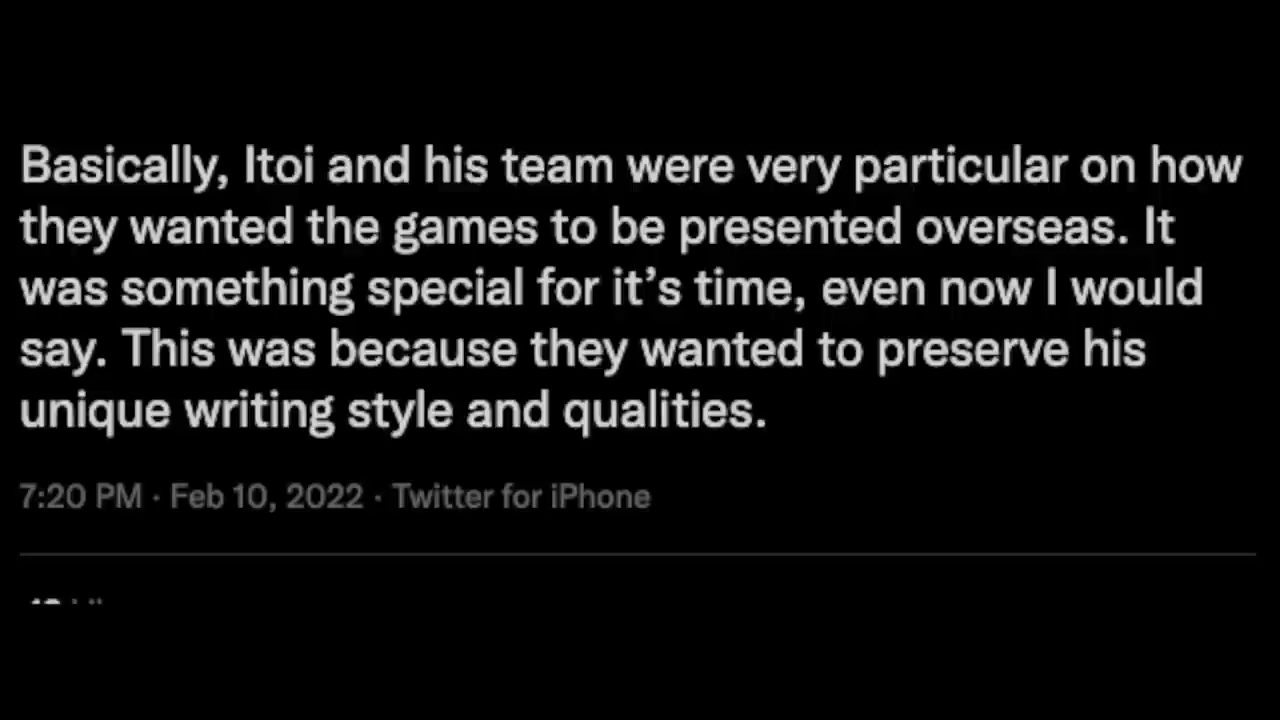 Basically, Itoi and his team were very particular on how
they wanted the games to be presented overseas. It
was something special for it’s time, even now I would
say. This was because they wanted to preserve his
unique writing style and qualities.
7:20 PM · Feb 10, 2022 · Twitter for iPhone